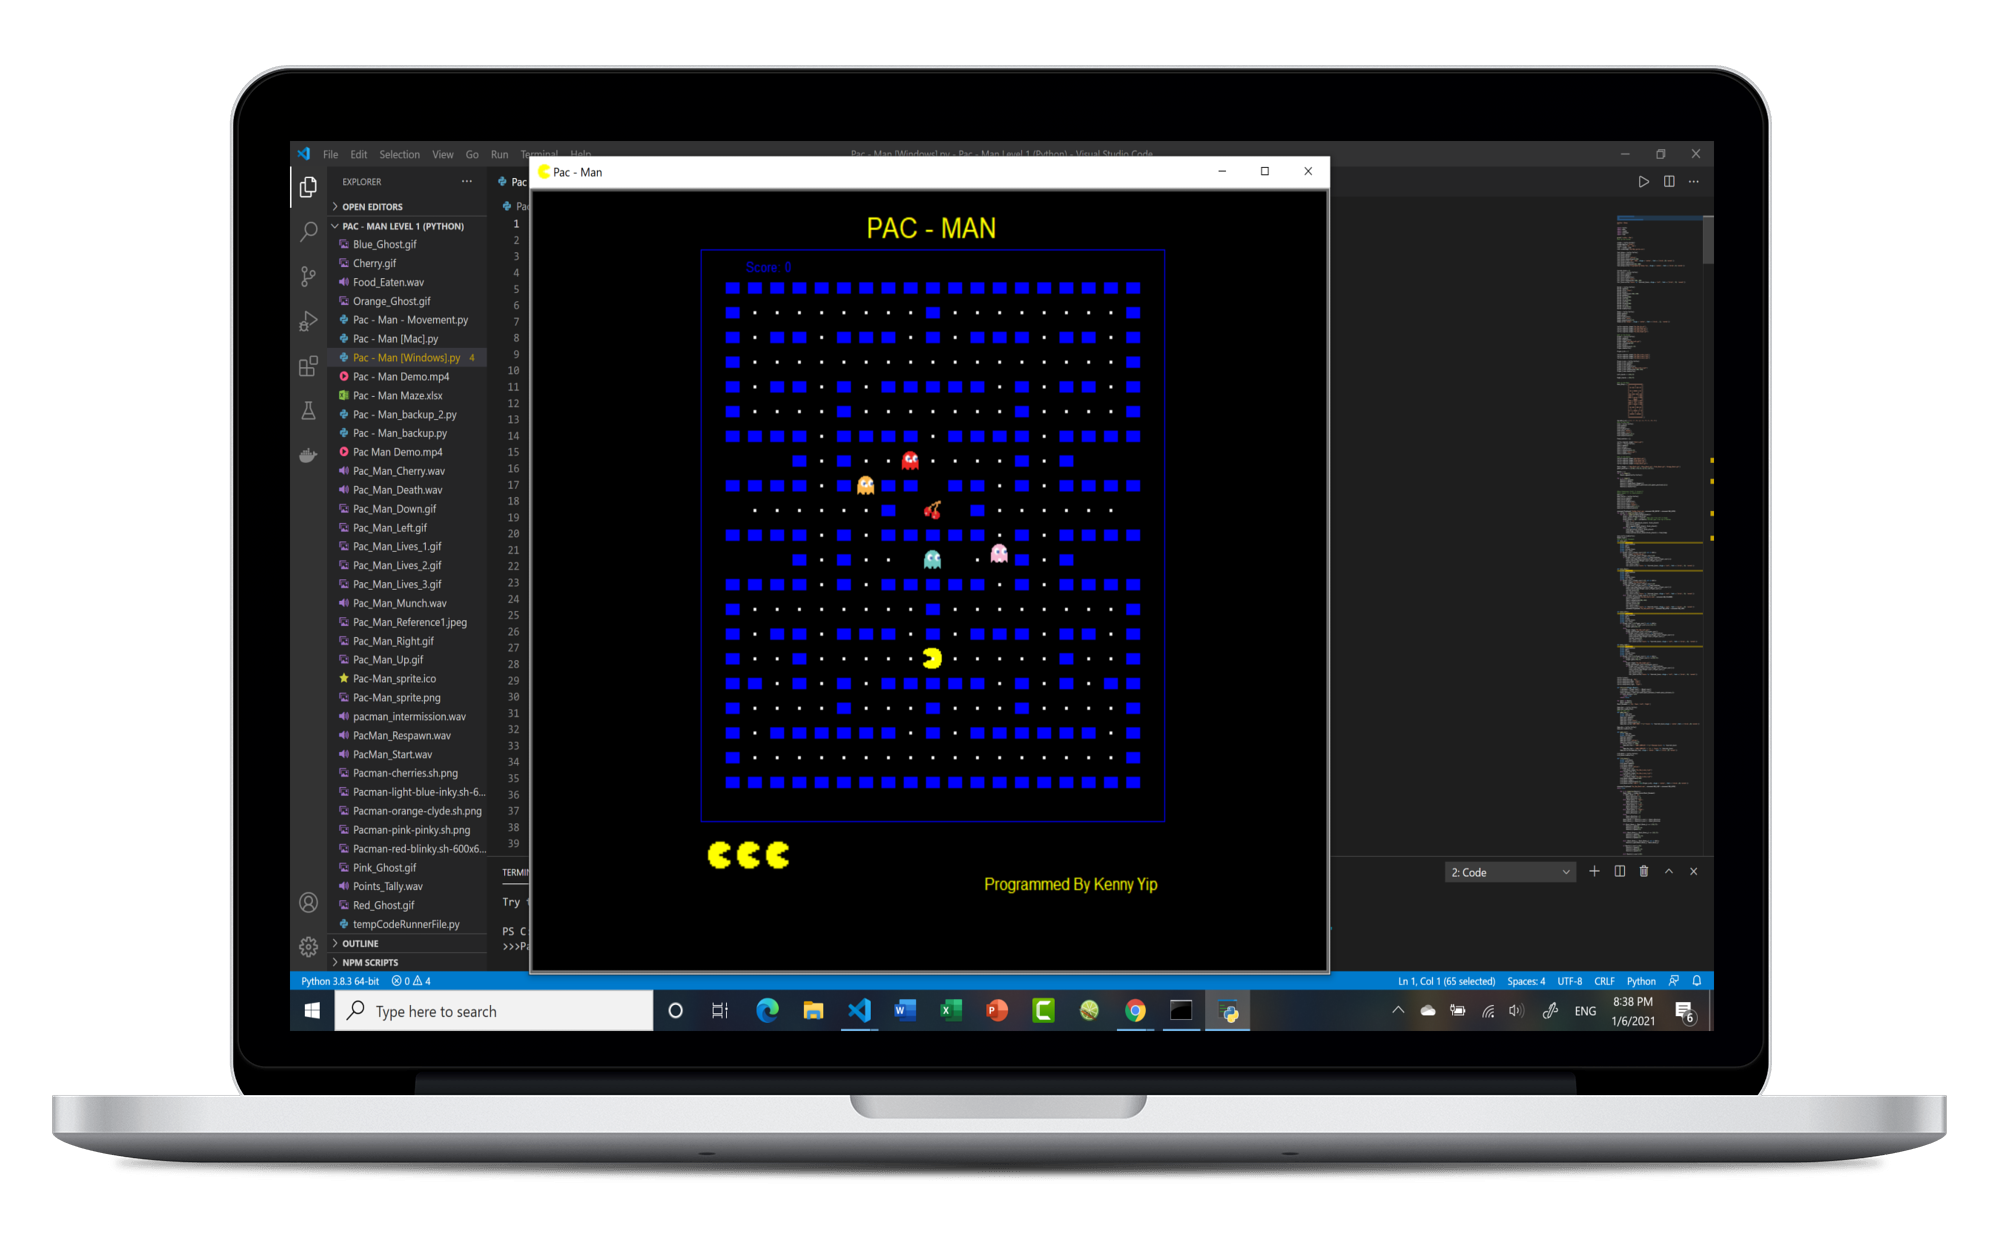 File Edit Selection View Go Run Terminal Help
Pac - Man [Windows].py - Pac - Man Level 1 (Python) - Visual Studio Code
EXPLORER
Pac
Pac - Man
OPEN EDITORS
PAC - MAN LEVEL 1 (PYTHON)
Blue_Ghost.gif
Cherry.gif
Food_Eaten.wav
Orange_Ghost.gif
Pac - Man - Movement.py
Pac - Man [Mac].py
Pac - Man [Windows].py 4
Pac - Man Demo.mp4
Pac - Man Maze.xlsx
Pac - Man_backup_2.py
Pac - Man_backup.py
Pac Man Demo.mp4
Pac_Man_Cherry.wav
Pac_Man_Death.wav
Pac_Man_Down.gif
Pac_Man_Left.gif
Pac_Man_Lives_1.gif
Pac_Man_Lives_2.gif
Pac_Man_Lives_3.gif
Pac_Man_Munch.wav
Pac_Man_Reference1.jpeg
Pac_Man_Right.gif
Pac_Man_Up.gif
Pac-Man_sprite.ico
Pac-Man_sprite.png
pacman_intermission.wav
PacMan_Respawn.wav
PacMan_Start.wav
Pacman-cherries.sh.png
Pacman-light-blue-inky.sh-6...
Pacman-orange-clyde.sh.png
Pacman-pink-pinky.sh.png
Pacman-red-blinky.sh-600x6...
Pink_Ghost.gif
Points_Tally.wav
Red_Ghost.gif
tempCodeRunnerFile.py
OUTLINE
NPM SCRIPTS
Pac
1
2
3
4
5
6
7
8
9
10
11
12
13
14
15
16
17
18
19
20
21
22
23
24
25
26
27
28
29
30
31
32
33
34
35
36
37
38
39
PAC - MAN
Score: 0
Programmed By Kenny Yip
TERMIN
2: Code
Try
PS C
>>>Pa
Python 3.8.3 64-bit 0 4
Ln 1, Col 1 (65 selected) Spaces: 4 UTF-8 CRLF Python
Type here to search
ENG
8:38 PM
1/6/2021
6